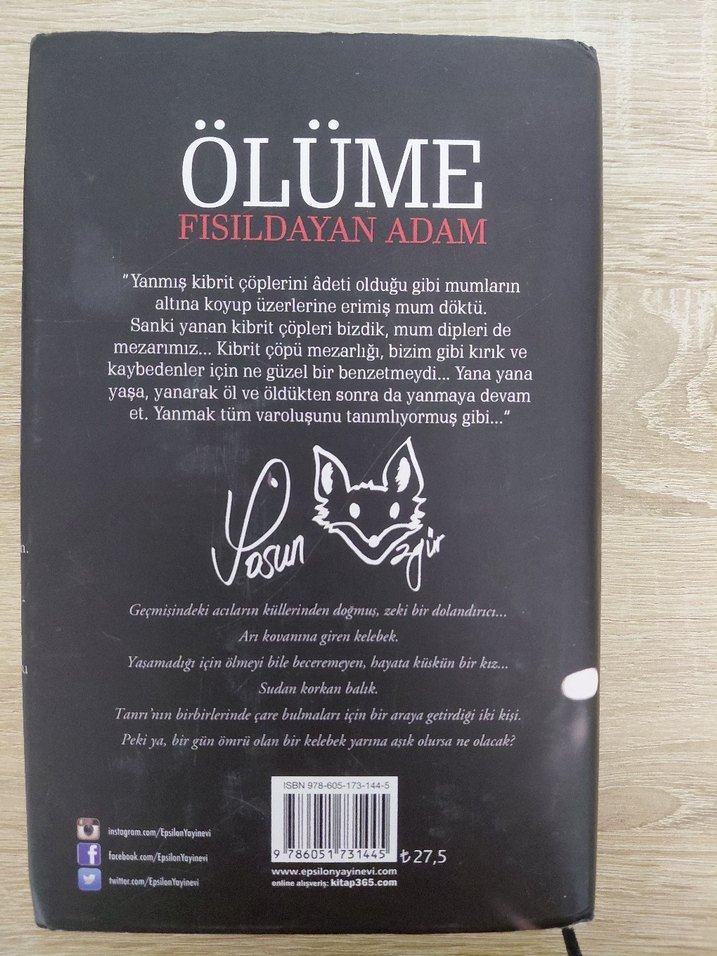 ÖLÜME
FISILDAYAN ADAM
"Yanmış kibrit çöplerini âdeti olduğu gibi mumların
altına koyup üzerlerine erimiş mum döktü.
Sanki yanan kibrit çöpleri bizdik, mum dipleri de
mezarımız... Kibrit çöpü mezarlığı, bizim gibi kırık ve
kaybedenler için ne güzel bir benzetmeydi... Yana yana
yaşa, yanarak öl ve öldükten sonra da yanmaya devam
et. Yanmak tüm varoluşunu tanımlıyormuş gibi..."
Yosun zgür
Geçmişindeki acıların küllerinden doğmuş, zeki bir dolandırıcı...
Arı kovanına giren kelebek.
Yaşamadığı için ölmeyi bile beceremeyen, hayata küskün bir kız...
Sudan korkan balık.
Tanrı'nın birbirlerinde çare bulmaları için bir araya getirdiği iki kişi.
Peki ya, bir gün ömrü olan bir kelebek yarına aşık olursa ne olacak?
ISBN 978-605-173-144-5
9 786051 731445
₺27,5
instagram.com/EpsilonYayinevi
facebook.com/EpsilonYayinevi
twitter.com/EpsilonYayinevi
www.epsilonyayinevi.com
online alışveriş: kitap365.com